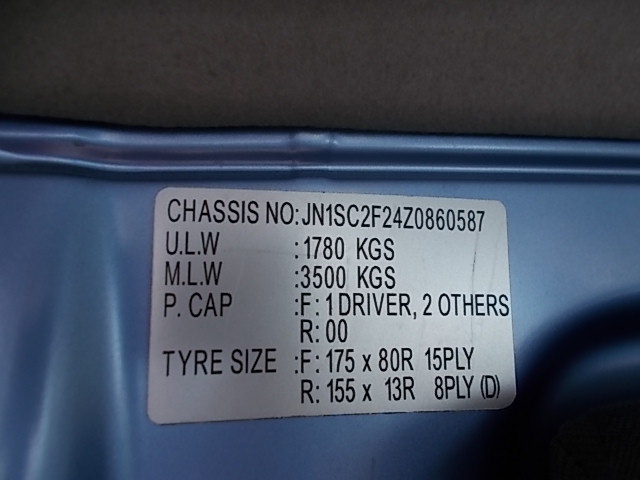 CHASSIS NO: JN1SC2F24Z0860587
U.L.W :1780 KGS
M.L.W :3500 KGS
P. CAP :F: 1 DRIVER, 2 OTHERS
R: 00
TYRE SIZE :F: 175 x 80R 15PLY
R: 155 x 13R 8PLY (D)